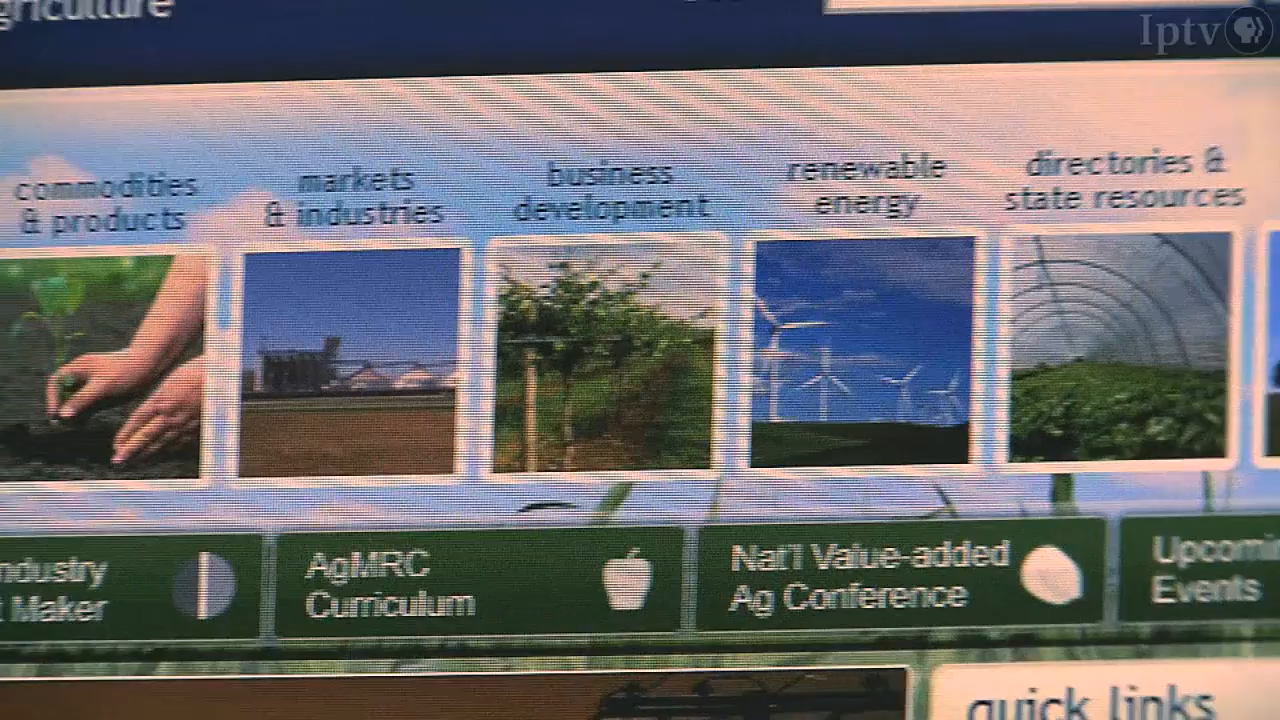 griculture
Iptv
commodities
& products
markets
& industries
business
development
renewable
energy
directories &
state resources
ndustry
t Maker
AgMRC
Curriculum
Nat'l Value-added
Ag Conference
Upcomi
Events
quick links